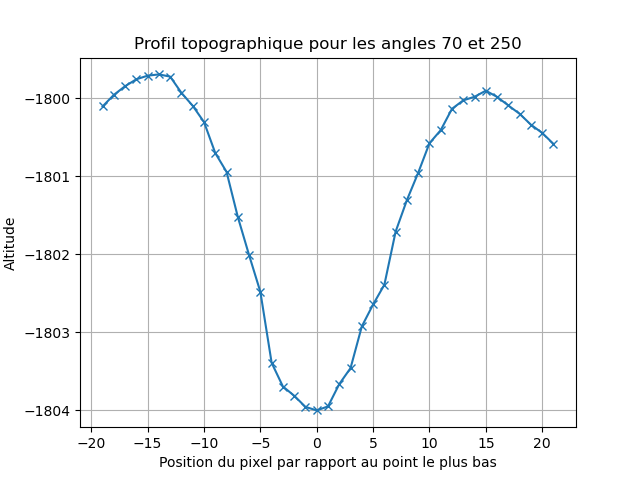 Profil topographique pour les angles 70 et 250
Altitude
−1800
−1801
−1802
−1803
−1804
−20 −15 −10 −5 0 5 10 15 20
Position du pixel par rapport au point le plus bas